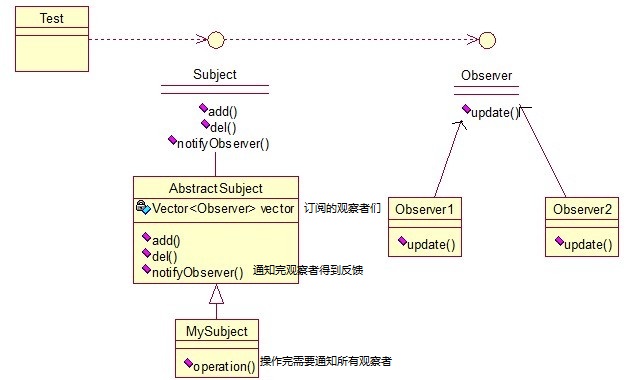 Test
Subject
add()
del()
notifyObserver()
Observer
update()
AbstractSubject
Vector<Observer> vector 订阅的观察者们
add()
del()
notifyObserver() 通知完观察者得到反馈
Observer1
update()
Observer2
update()
MySubject
operation() 操作完需要通知所有观察者